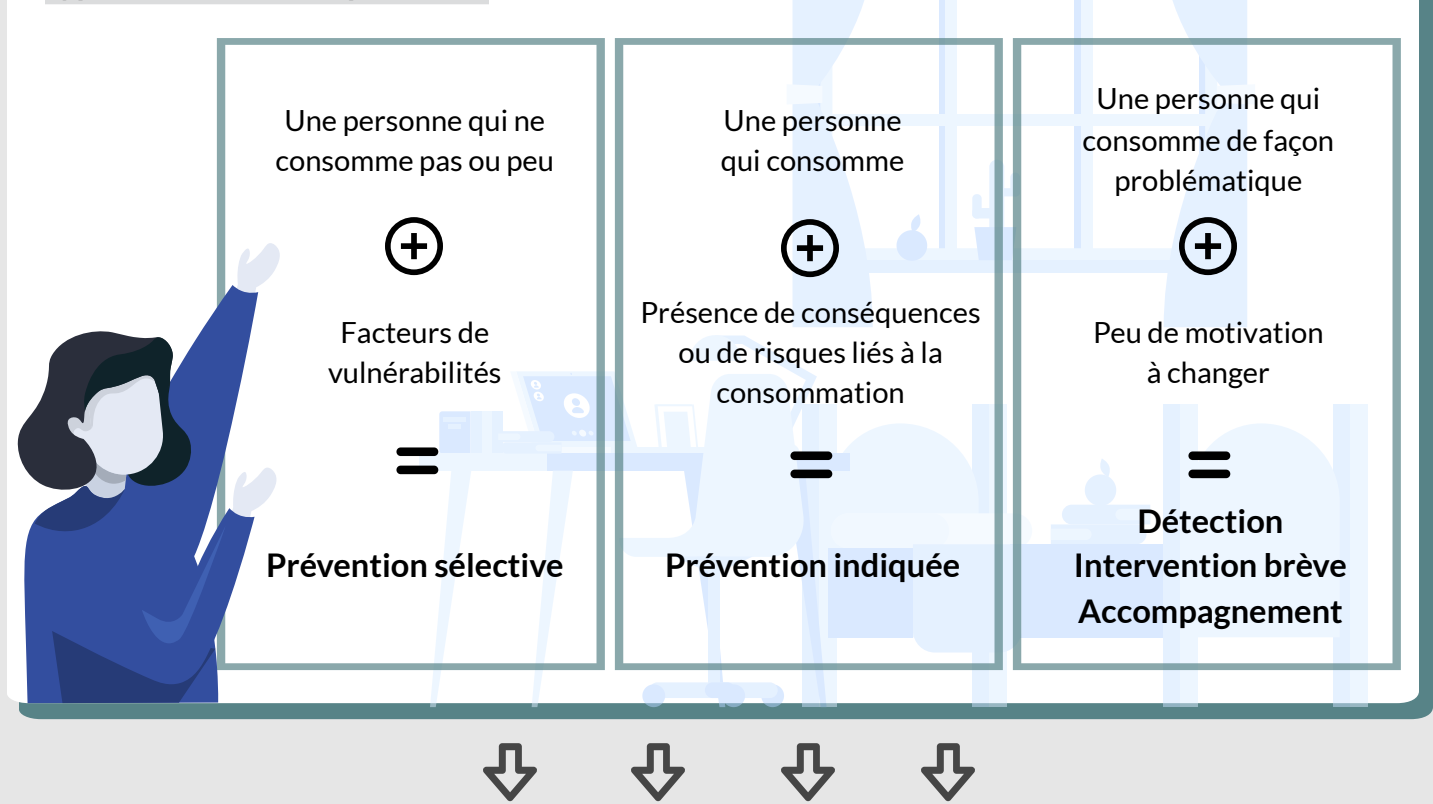 Une personne qui ne
consomme pas ou peu
+
Facteurs de
vulnérabilités
=
Prévention sélective
Une personne
qui consomme
+
Présence de conséquences
ou de risques liés à la
consommation
=
Prévention indiquée
Une personne qui
consomme de façon
problématique
+
Peu de motivation
à changer
=
Détection
Intervention brève
Accompagnement